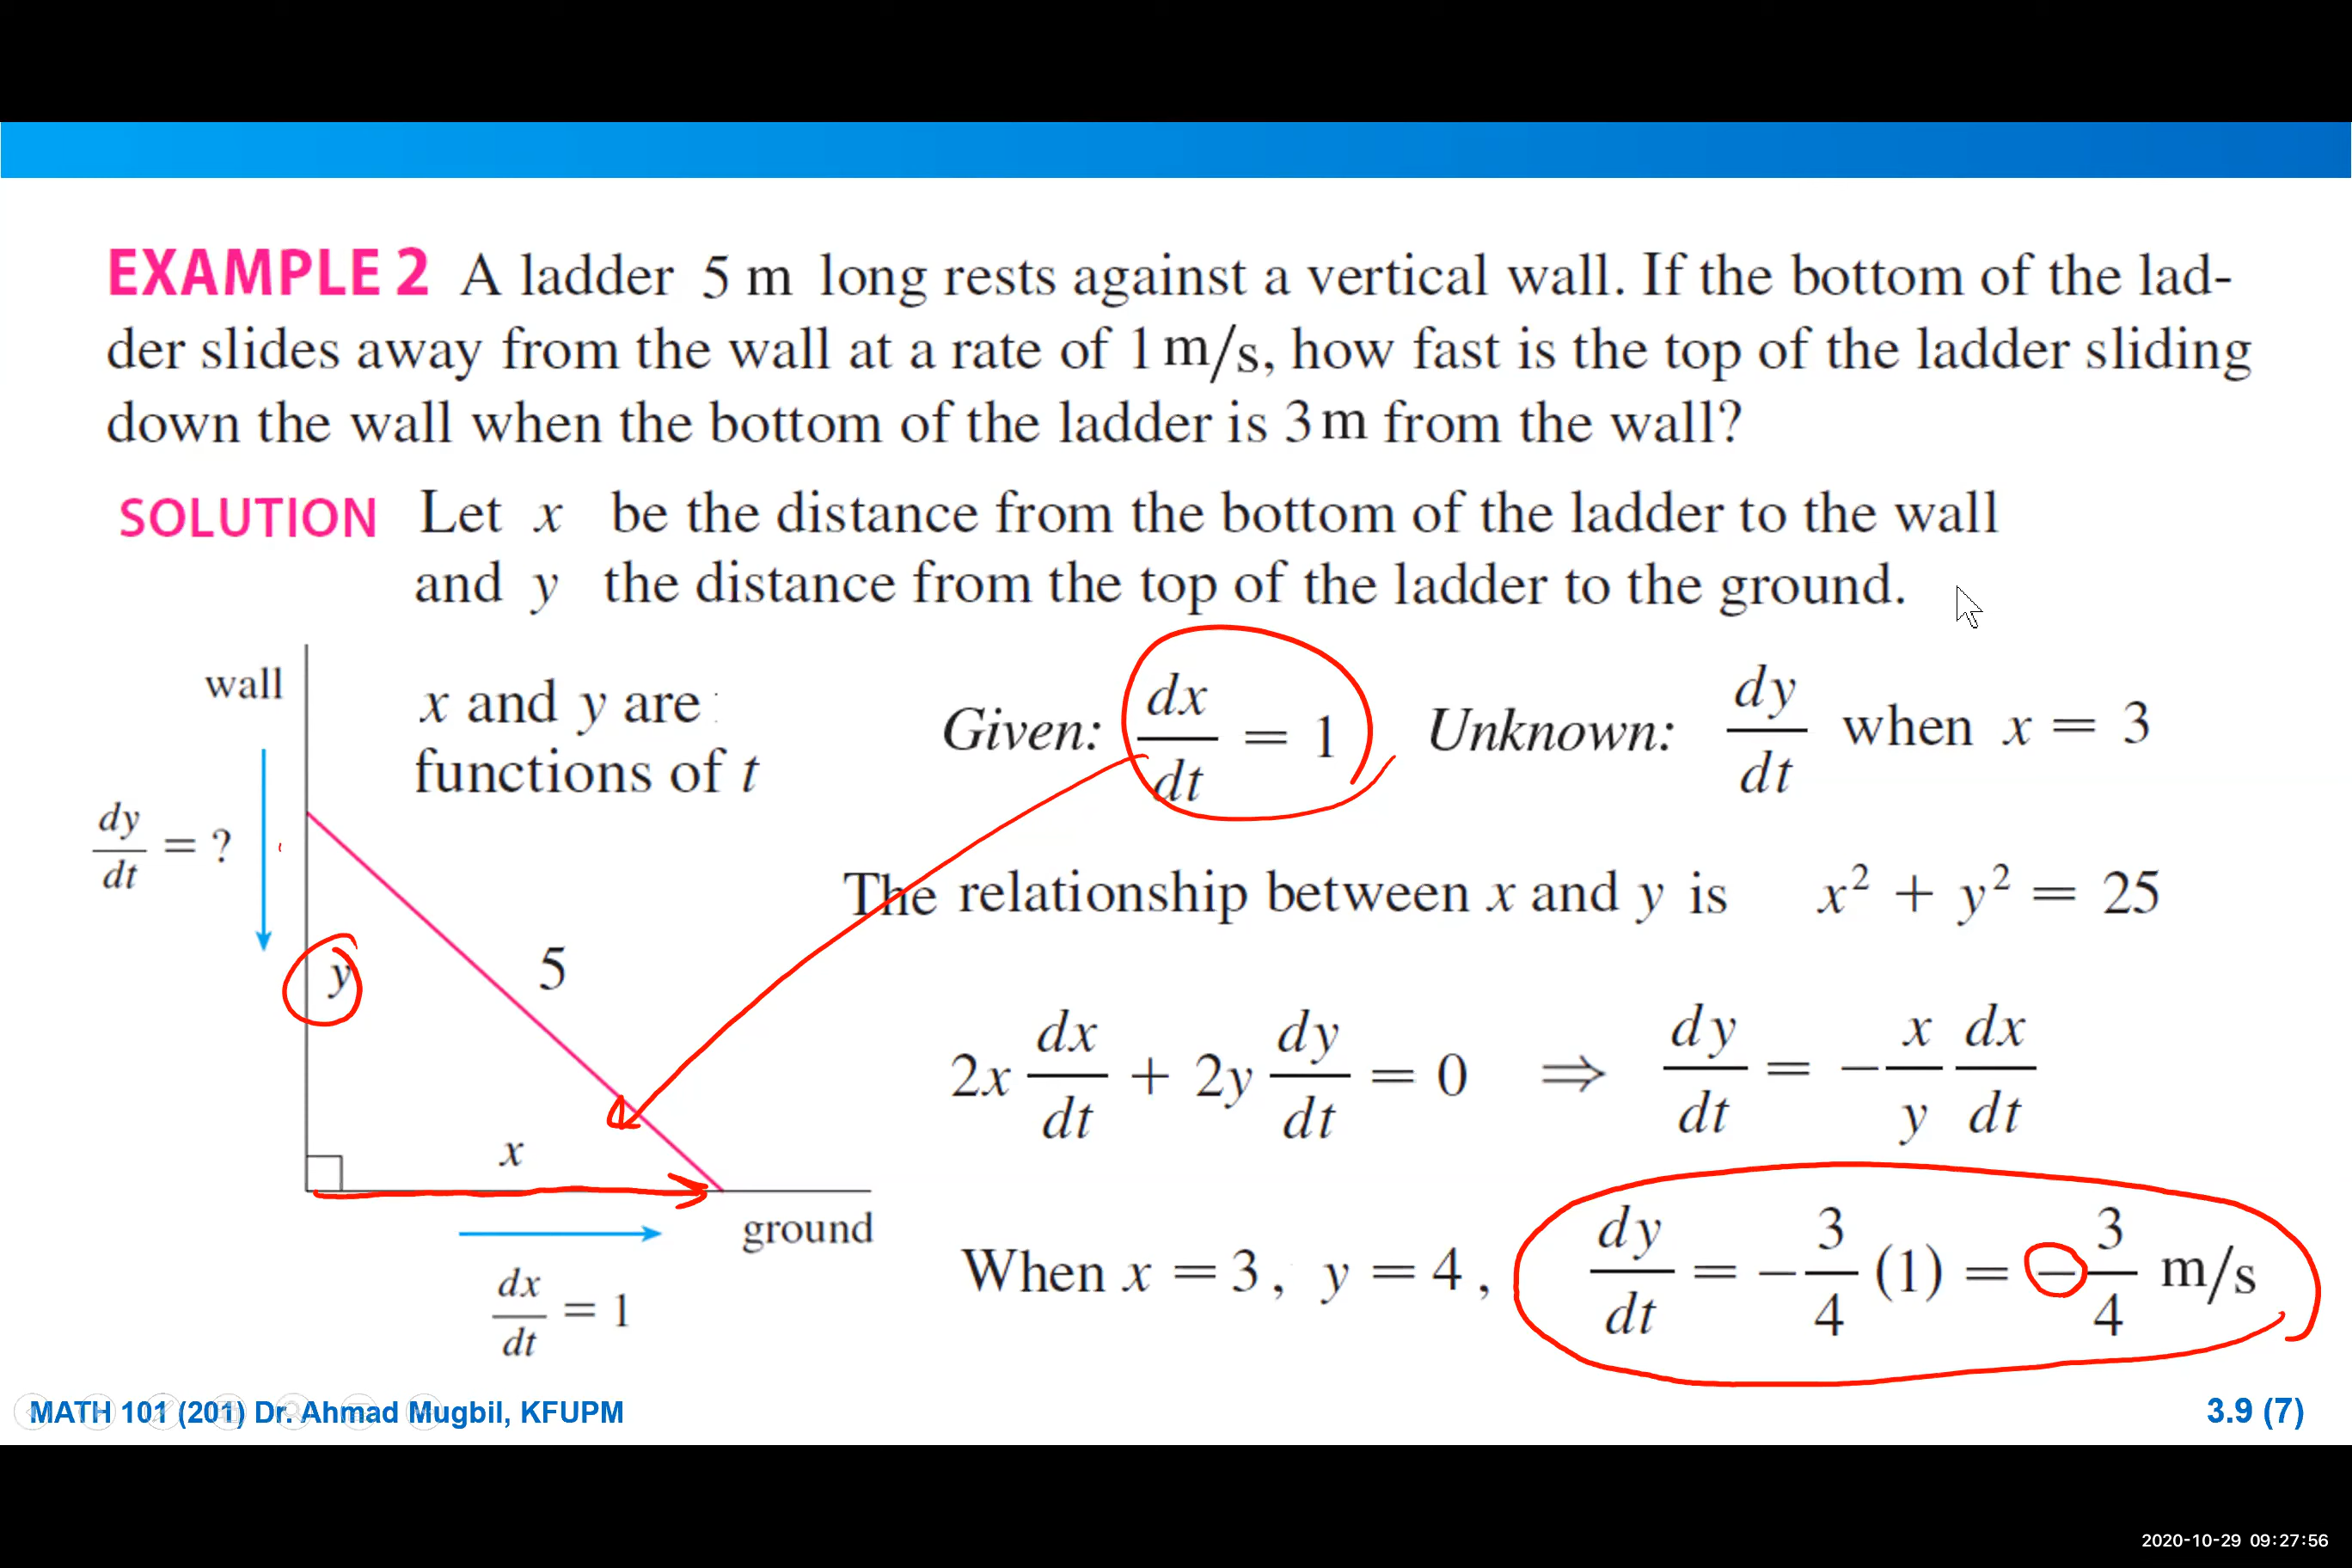 EXAMPLE 2 A ladder 5 m long rests against a vertical wall. If the bottom of the lad-
der slides away from the wall at a rate of 1 m/s, how fast is the top of the ladder sliding
down the wall when the bottom of the ladder is 3 m from the wall?
SOLUTION Let x be the distance from the bottom of the ladder to the wall
and y the distance from the top of the ladder to the ground.
wall
x and y are
functions of t
Given: dx/dt = 1 Unknown: dy/dt when x = 3
dy/dt = ?
The relationship between x and y is x² + y² = 25
y
5
2x dx/dt + 2y dy/dt = 0 ⇒ dy/dt = −x/y dx/dt
x
ground
dx/dt = 1
When x = 3, y = 4, dy/dt = −3/4 (1) = −3/4 m/s
MATH 101 (201) Dr. Ahmad Mugbil, KFUPM
3.9 (7)
2020-10-29 09:27:56